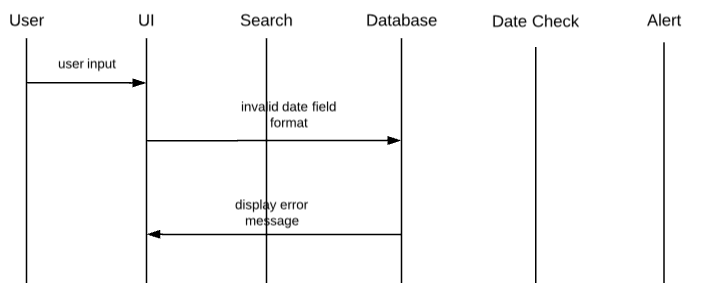 User UI Search Database Date Check Alert
user input
invalid date field
format
display error
message